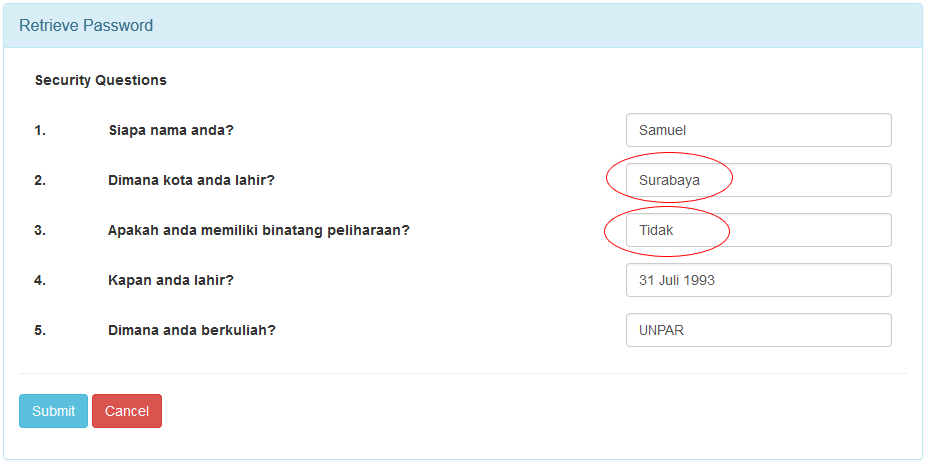 Retrieve Password
Security Questions
1. Siapa nama anda? Samuel
2. Dimana kota anda lahir? Surabaya
3. Apakah anda memiliki binatang peliharaan? Tidak
4. Kapan anda lahir? 31 Juli 1993
5. Dimana anda berkuliah? UNPAR
Submit Cancel